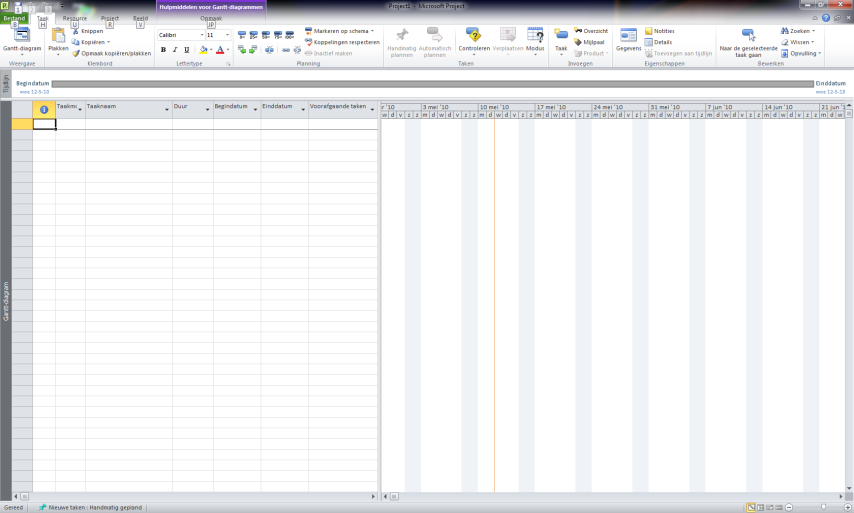 Hulpmiddelen voor Gantt-diagrammen
Project1 - Microsoft Project
Bestand Taak Resource Project Beeld Opmaak
H U R V JP
Gantt-diagram
Weergave
Plakken
Knippen
Kopiëren
Opmaak kopiëren/plakken
Klembord
Calibri 11
B I U A
Lettertype
Markeren op schema
Koppelingen respecteren
Inactief maken
Planning
Handmatig plannen
Automatisch plannen
Controleren
Verplaatsen
Modus
Taken
Taak
Overzicht
Mijlpaal
Product
Invoegen
Gegevens
Notities
Details
Toevoegen aan tijdlijn
Eigenschappen
Naar de geselecteerde taak gaan
Zoeken
Wissen
Opvulling
Bewerken
Tijdlijn
Begindatum
woe 12-5-10
Einddatum
woe 12-5-10
Taakmo Taaknaam Duur Begindatum Einddatum Voorafgaande taken
r '10 3 mei '10 10 mei '10 17 mei '10 24 mei '10 31 mei '10 7 jun '10 14 jun '10 21 jun '1
w d v z z m d w d v z z m d w d v z z m d w d v z z m d w d v z z m d w d v z z m d w d v z z m d w d v z z m d w
Gantt-diagram
Gereed
Nieuwe taken : Handmatig gepland